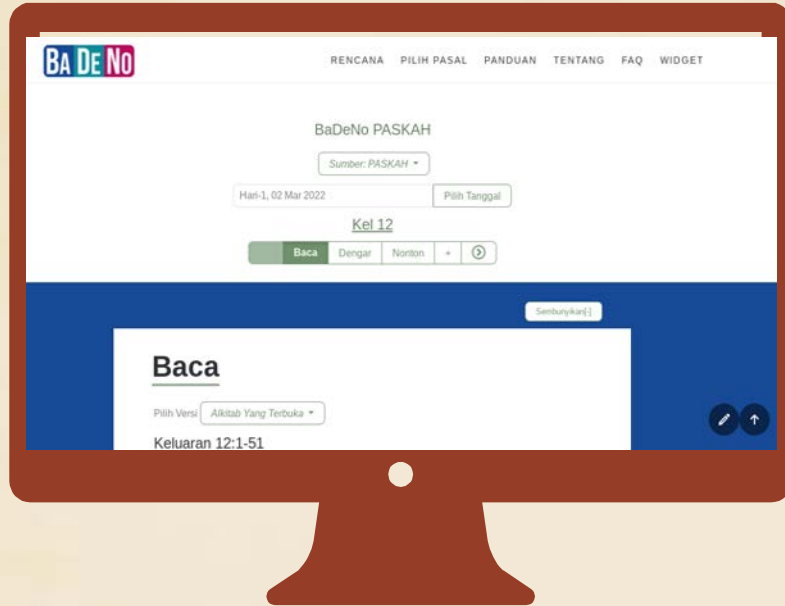 BA DE NO
RENCANA PILIH PASAL PANDUAN TENTANG FAQ WIDGET
BaDeNo PASKAH
Sumber: PASKAH
Hari-1, 02 Mar 2022 Pilih Tanggal
Kel 12
Baca Dengar Nonton +
Sembunyikan[-]
Baca
Pilih Versi Alkitab Yang Terbuka
Keluaran 12:1-51